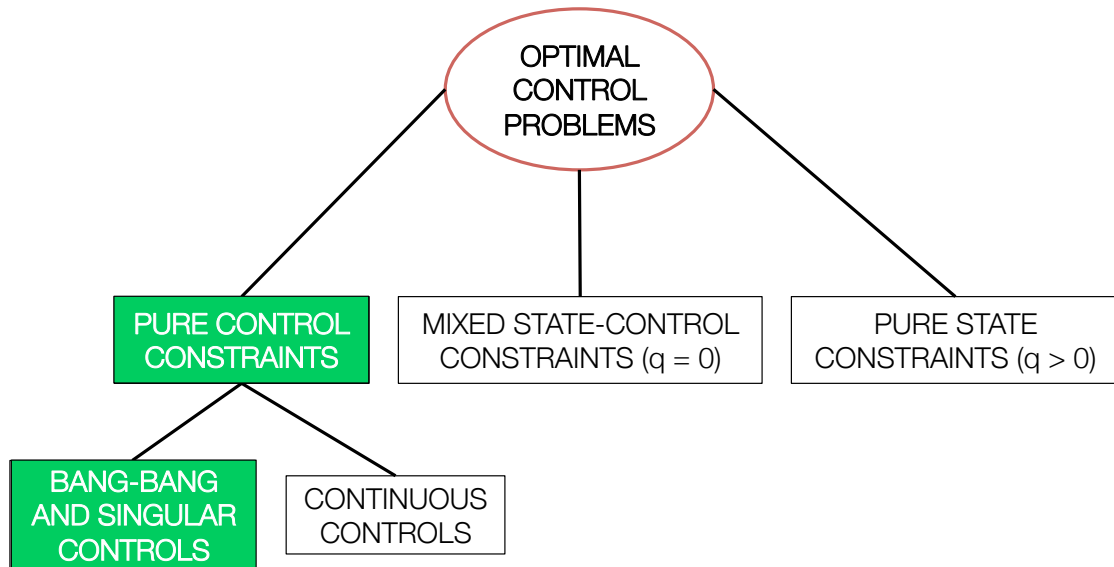 OPTIMAL
CONTROL
PROBLEMS
PURE CONTROL
CONSTRAINTS
MIXED STATE-CONTROL
CONSTRAINTS (q = 0)
PURE STATE
CONSTRAINTS (q > 0)
BANG-BANG
AND SINGULAR
CONTROLS
CONTINUOUS
CONTROLS